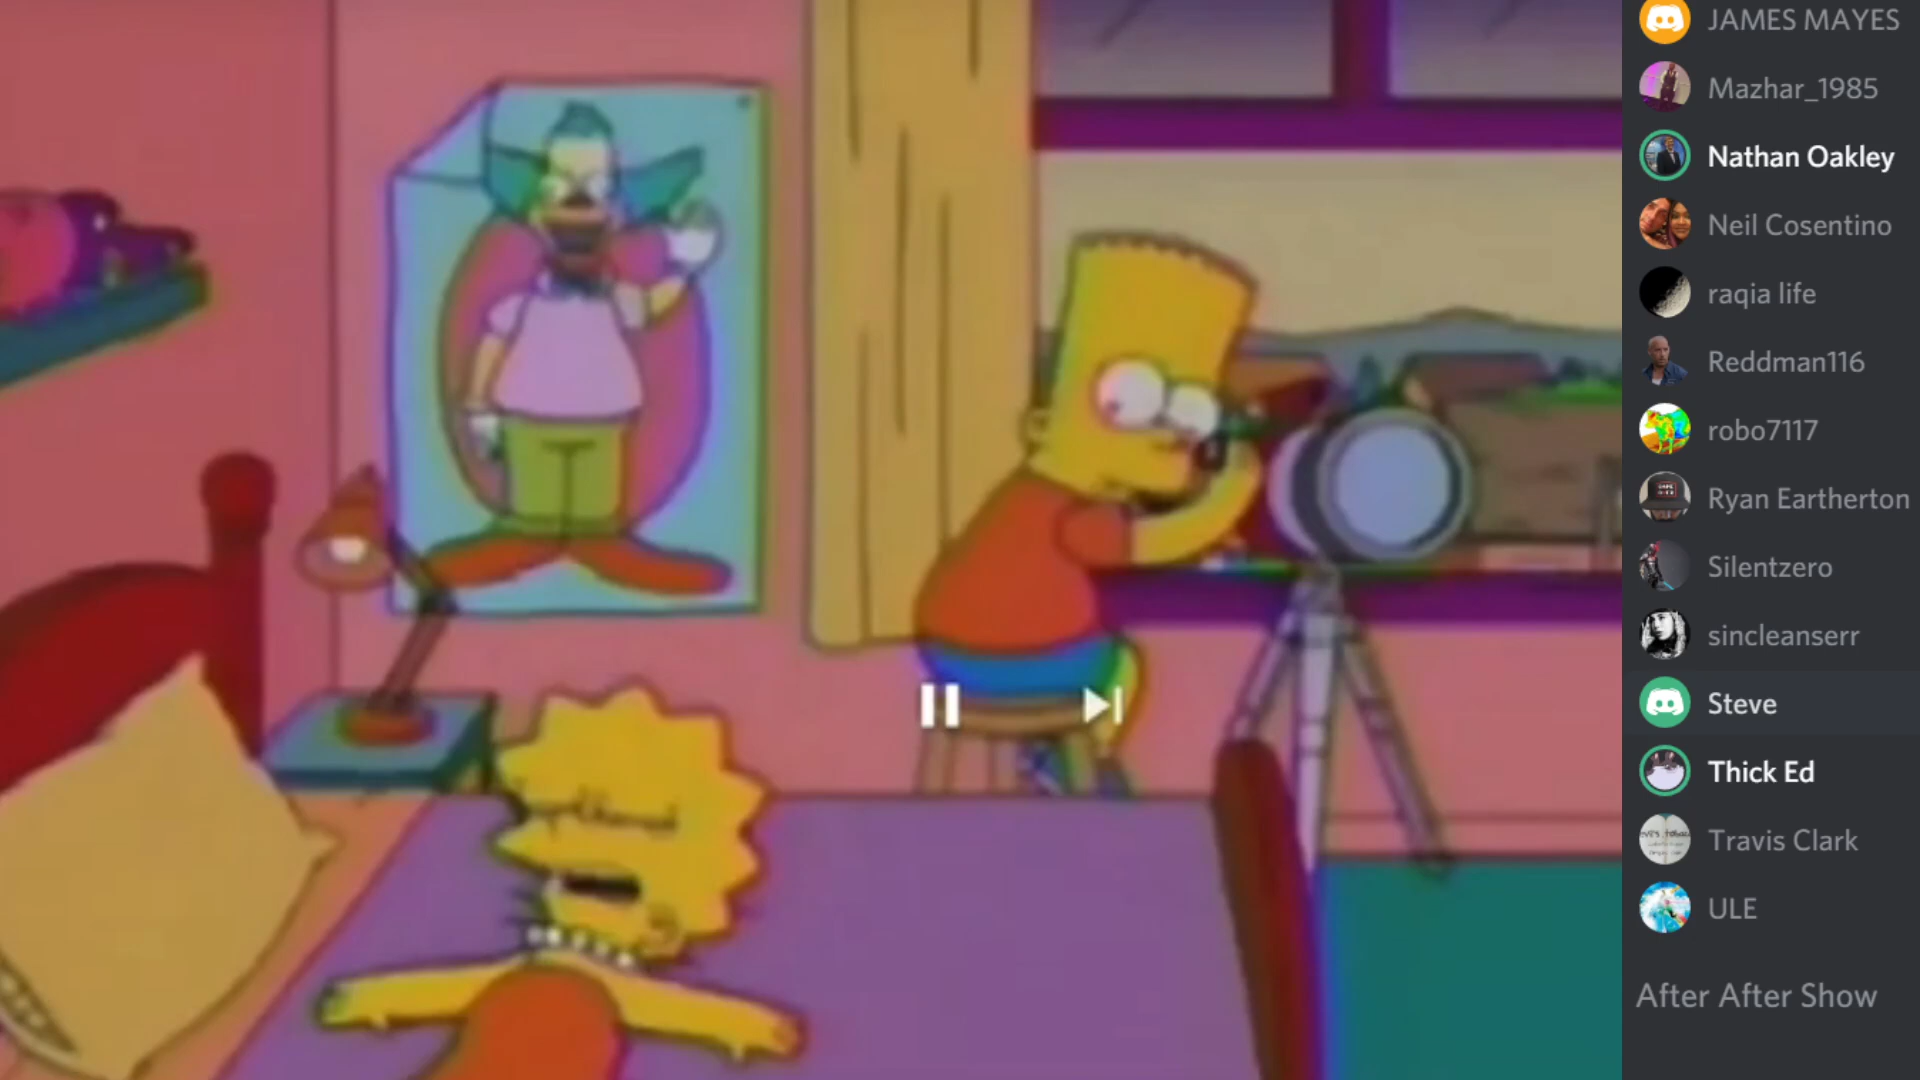 JAMES MAYES
Mazhar_1985
Nathan Oakley
Neil Cosentino
raqia life
Reddman116
robo7117
Ryan Eartherton
Silentzero
sincleanserr
Steve
Thick Ed
Travis Clark
ULE
After After Show